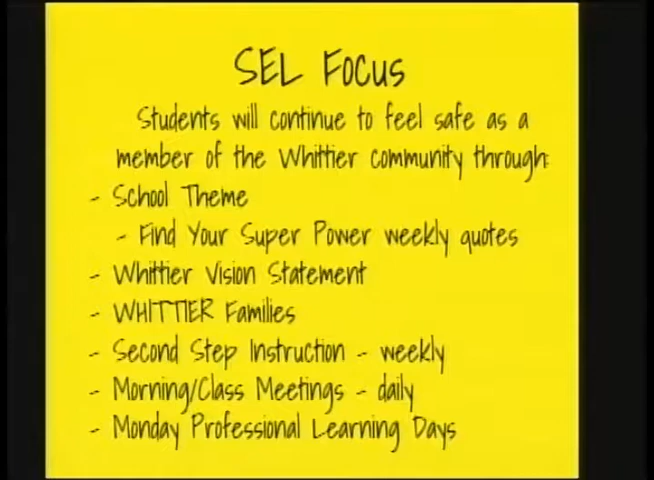 SEL Focus
Students will continue to feel safe as a
member of the Whittier community through:
- School Theme
- Find Your Super Power weekly quotes
- Whittier Vision Statement
- WHITTIER Families
- Second Step Instruction - weekly
- Morning/Class Meetings - daily
- Monday Professional Learning Days